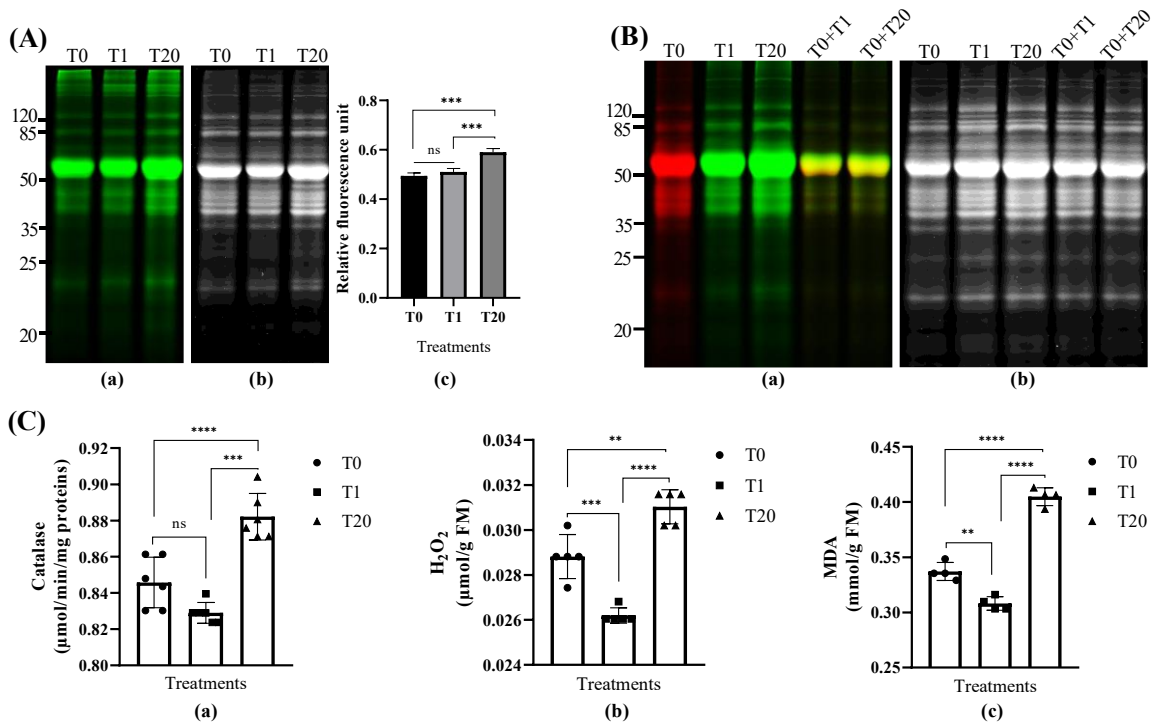 (A)
T0 T1 T20
T0 T1 T20
120
85
50
35
25
20
(a)
(b)
Relative fluorescence unit
0.8
0.6
0.4
0.2
0.0
***
***
ns
T0 T1 T20
Treatments
(c)
(B)
T0 T1 T20 T0+T1 T0+T20
T0 T1 T20 T0+T1 T0+T20
120
85
50
35
25
20
(a)
(b)
(C)
Catalase
(µmol/min/mg proteins)
0.92
0.90
0.88
0.86
0.84
0.82
0.80
****
***
ns
T0
T1
T20
Treatments
(a)
H₂O₂
(µmol/g FM)
0.034
0.032
0.030
0.028
0.026
0.024
**
****
***
T0
T1
T20
Treatments
(b)
MDA
(mmol/g FM)
0.45
0.40
0.35
0.30
0.25
****
****
**
T0
T1
T20
Treatments
(c)